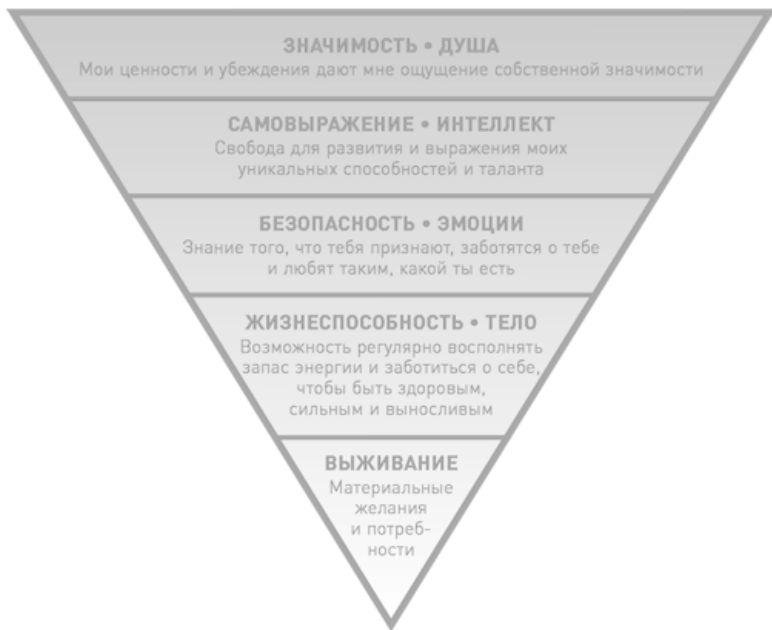 ЗНАЧИМОСТЬ • ДУША
Мои ценности и убеждения дают мне ощущение собственной значимости
САМОВЫРАЖЕНИЕ • ИНТЕЛЛЕКТ
Свобода для развития и выражения моих
уникальных способностей и таланта
БЕЗОПАСНОСТЬ • ЭМОЦИИ
Знание того, что тебя признают, заботятся о тебе
и любят таким, какой ты есть
ЖИЗНЕСПОСОБНОСТЬ • ТЕЛО
Возможность регулярно восполнять
запас энергии и заботиться о себе,
чтобы быть здоровым,
сильным и выносливым
ВЫЖИВАНИЕ
Материальные
желания
и потреб-
ности